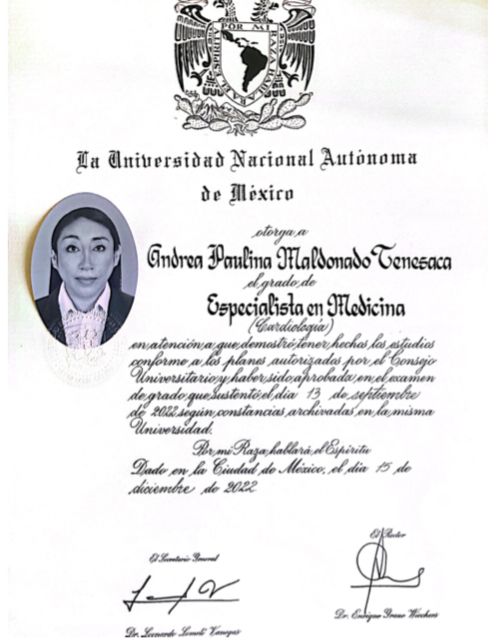 POR MI RAZA HABLARA EL ESPIRITU
La Universidad Nacional Autónoma
de México
otorga a
Andrea Paulina Maldonado Tenesaca
el grado de
Especialista en Medicina
(Cardiología)
en atención a que demostró tener hechos los estudios
conforme a los planes autorizados por el Consejo
Universitario y haber sido aprobada en el examen
de grado que sustentó el día 13 de septiembre
de 2022 según constancias archivadas en la misma
Universidad.
Por mi Raza hablará el Espíritu
Dado en la Ciudad de México, el día 15 de
diciembre de 2022
El Secretario General
El Rector
Dr. Leonardo Lomelí Vanegas
Dr. Enrique Graue Wiechers